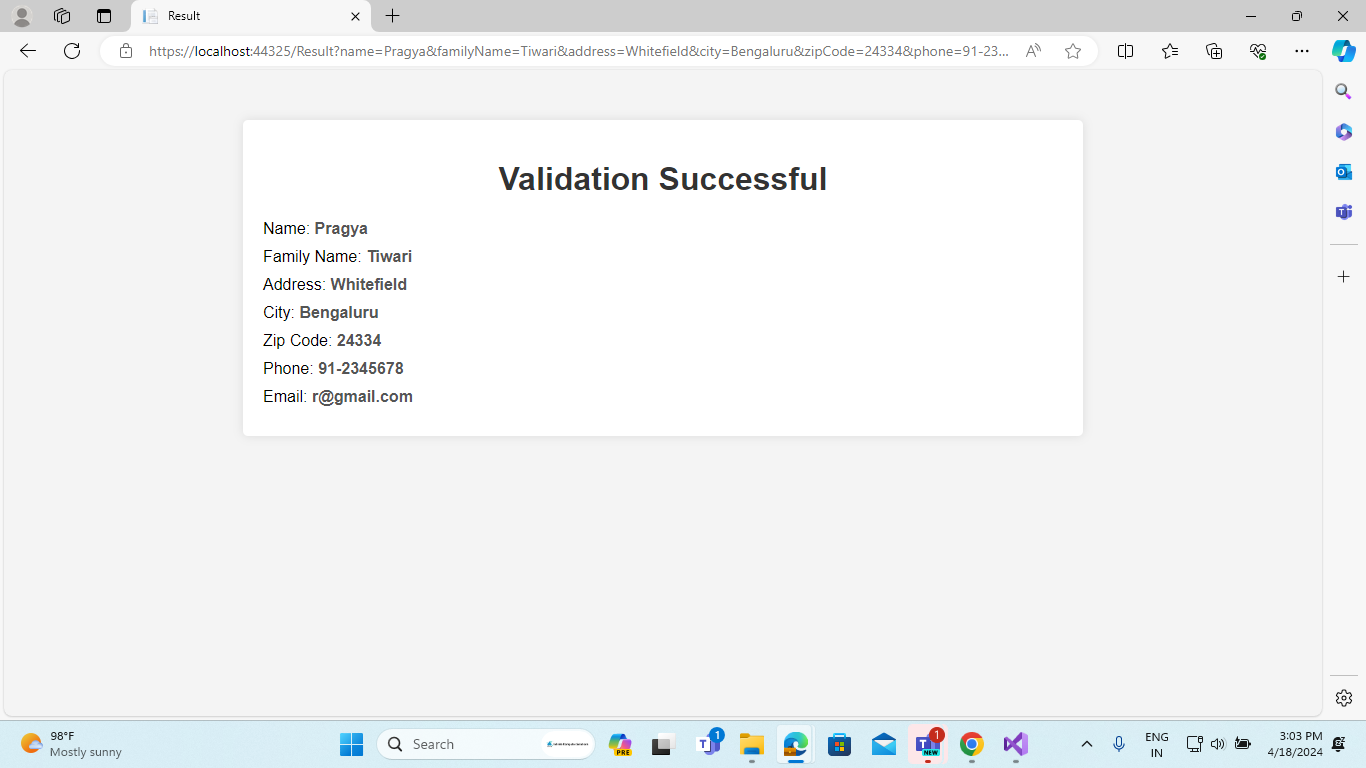 Result
https://localhost:44325/Result?name=Pragya&familyName=Tiwari&address=Whitefield&city=Bengaluru&zipCode=24334&phone=91-23...
Validation Successful
Name: Pragya
Family Name: Tiwari
Address: Whitefield
City: Bengaluru
Zip Code: 24334
Phone: 91-2345678
Email: r@gmail.com
98°F
Mostly sunny
Search
PRE
1
1
NEW
ENG
IN
3:03 PM
4/18/2024